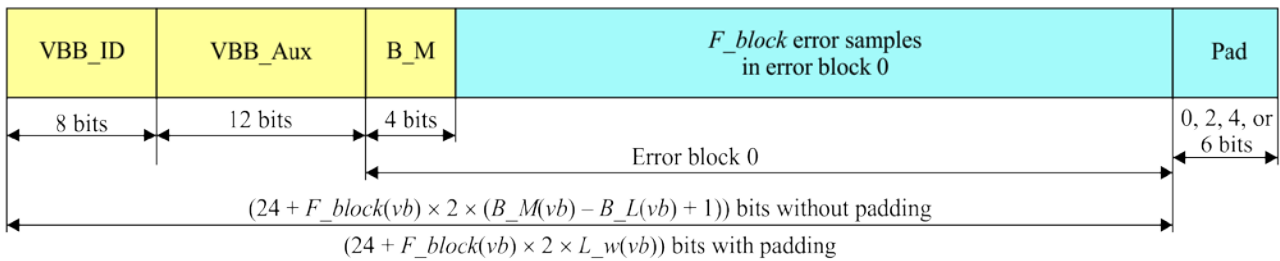 VBB_ID
VBB_Aux
B_M
F_block error samples
in error block 0
Pad
8 bits
12 bits
4 bits
0, 2, 4, or
6 bits
Error block 0
(24 + F_block(vb) × 2 × (B_M(vb) – B_L(vb) + 1)) bits without padding
(24 + F_block(vb) × 2 × L_w(vb)) bits with padding